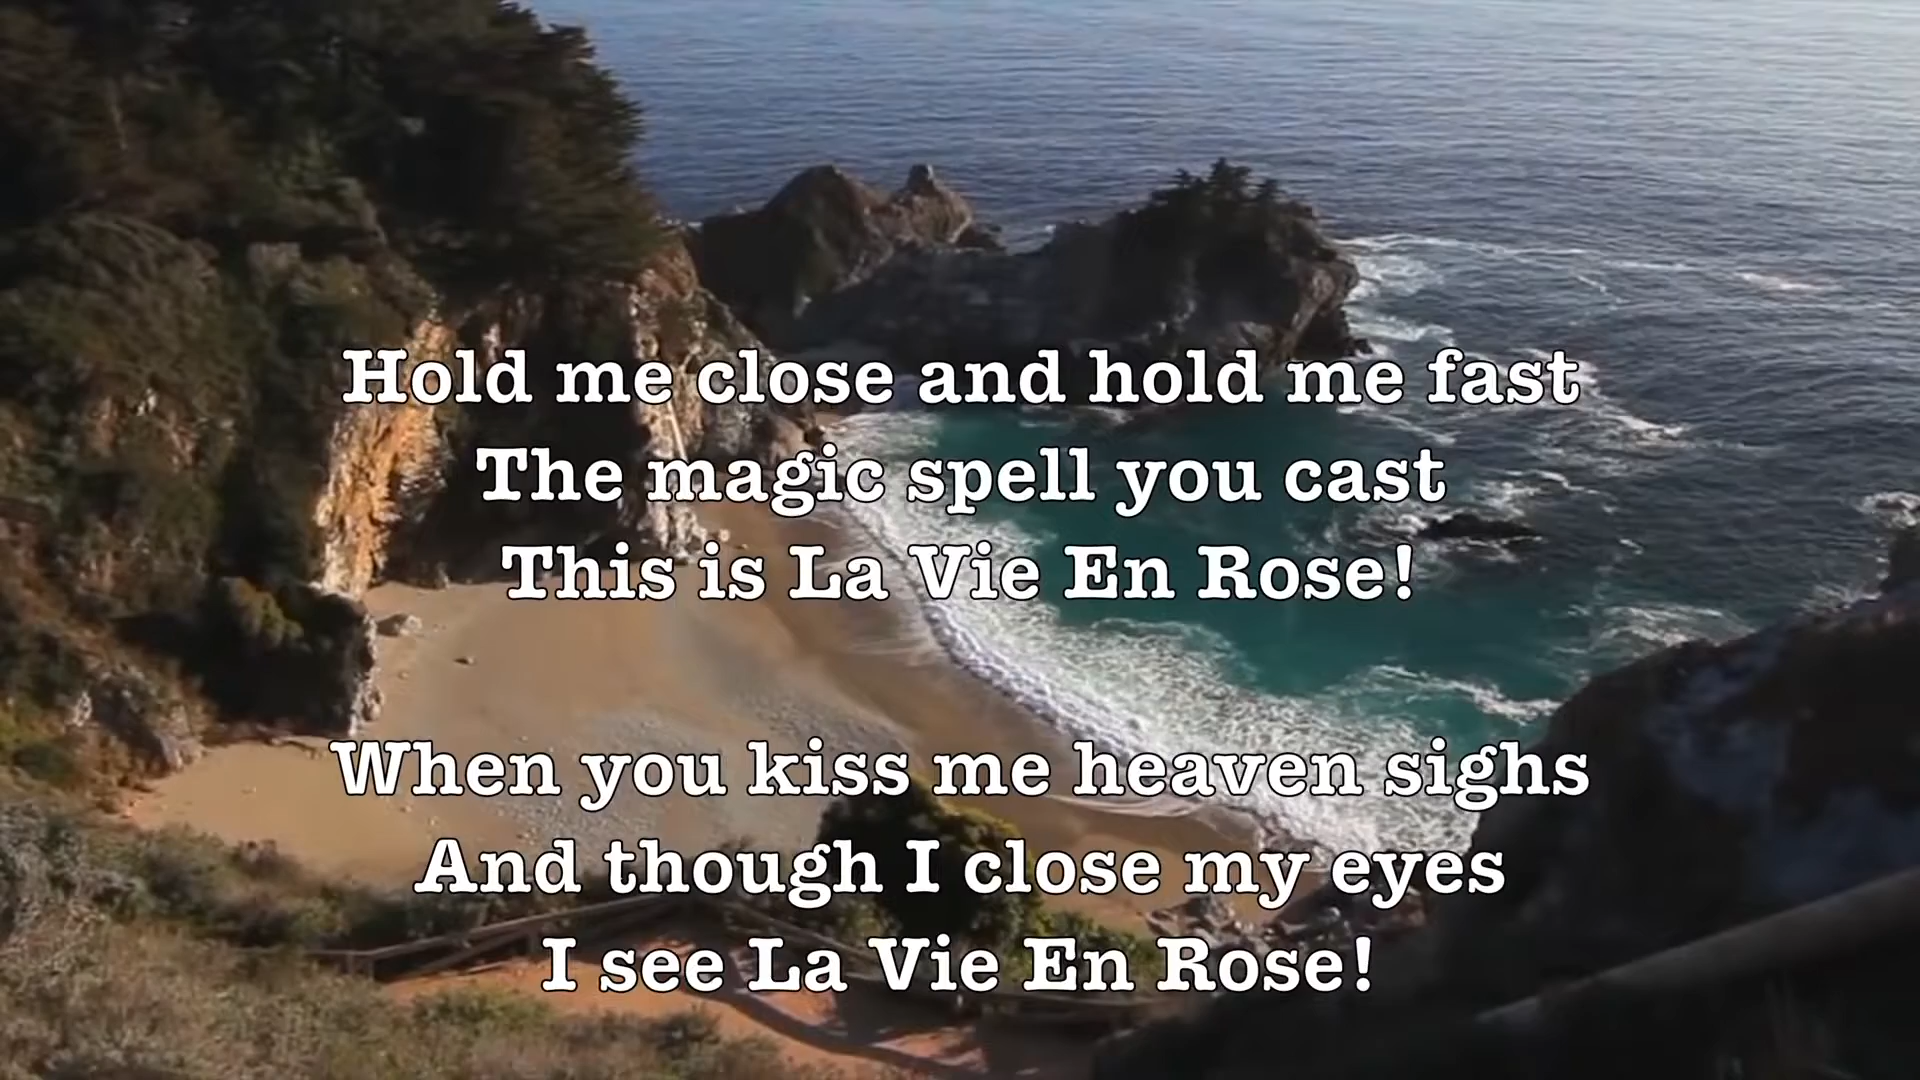 Hold me close and hold me fast
The magic spell you cast
This is La Vie En Rose!
When you kiss me heaven sighs
And though I close my eyes
I see La Vie En Rose!